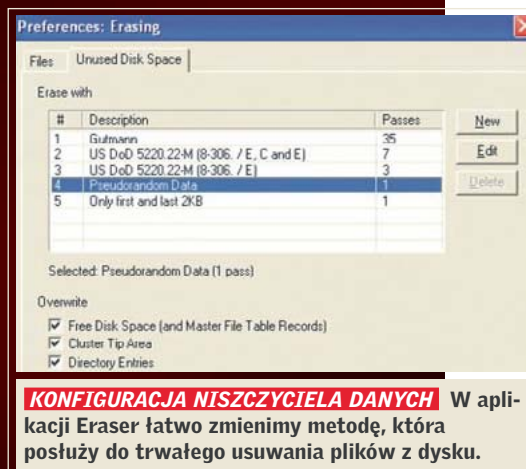 Preferences: Erasing
Files Unused Disk Space
Erase with
# Description Passes
1 Gutmann 35
2 US DoD 5220.22-M (8-306. / E, C and E) 7
3 US DoD 5220.22-M (8-306. / E) 3
4 Pseudorandom Data 1
5 Only first and last 2KB 1
New
Edit
Delete
Selected: Pseudorandom Data (1 pass)
Overwrite
Free Disk Space (and Master File Table Records)
Cluster Tip Area
Directory Entries
KONFIGURACJA NISZCZYCIELA DANYCH W apli-
kacji Eraser łatwo zmienimy metodę, która
posłuży do trwałego usuwania plików z dysku.